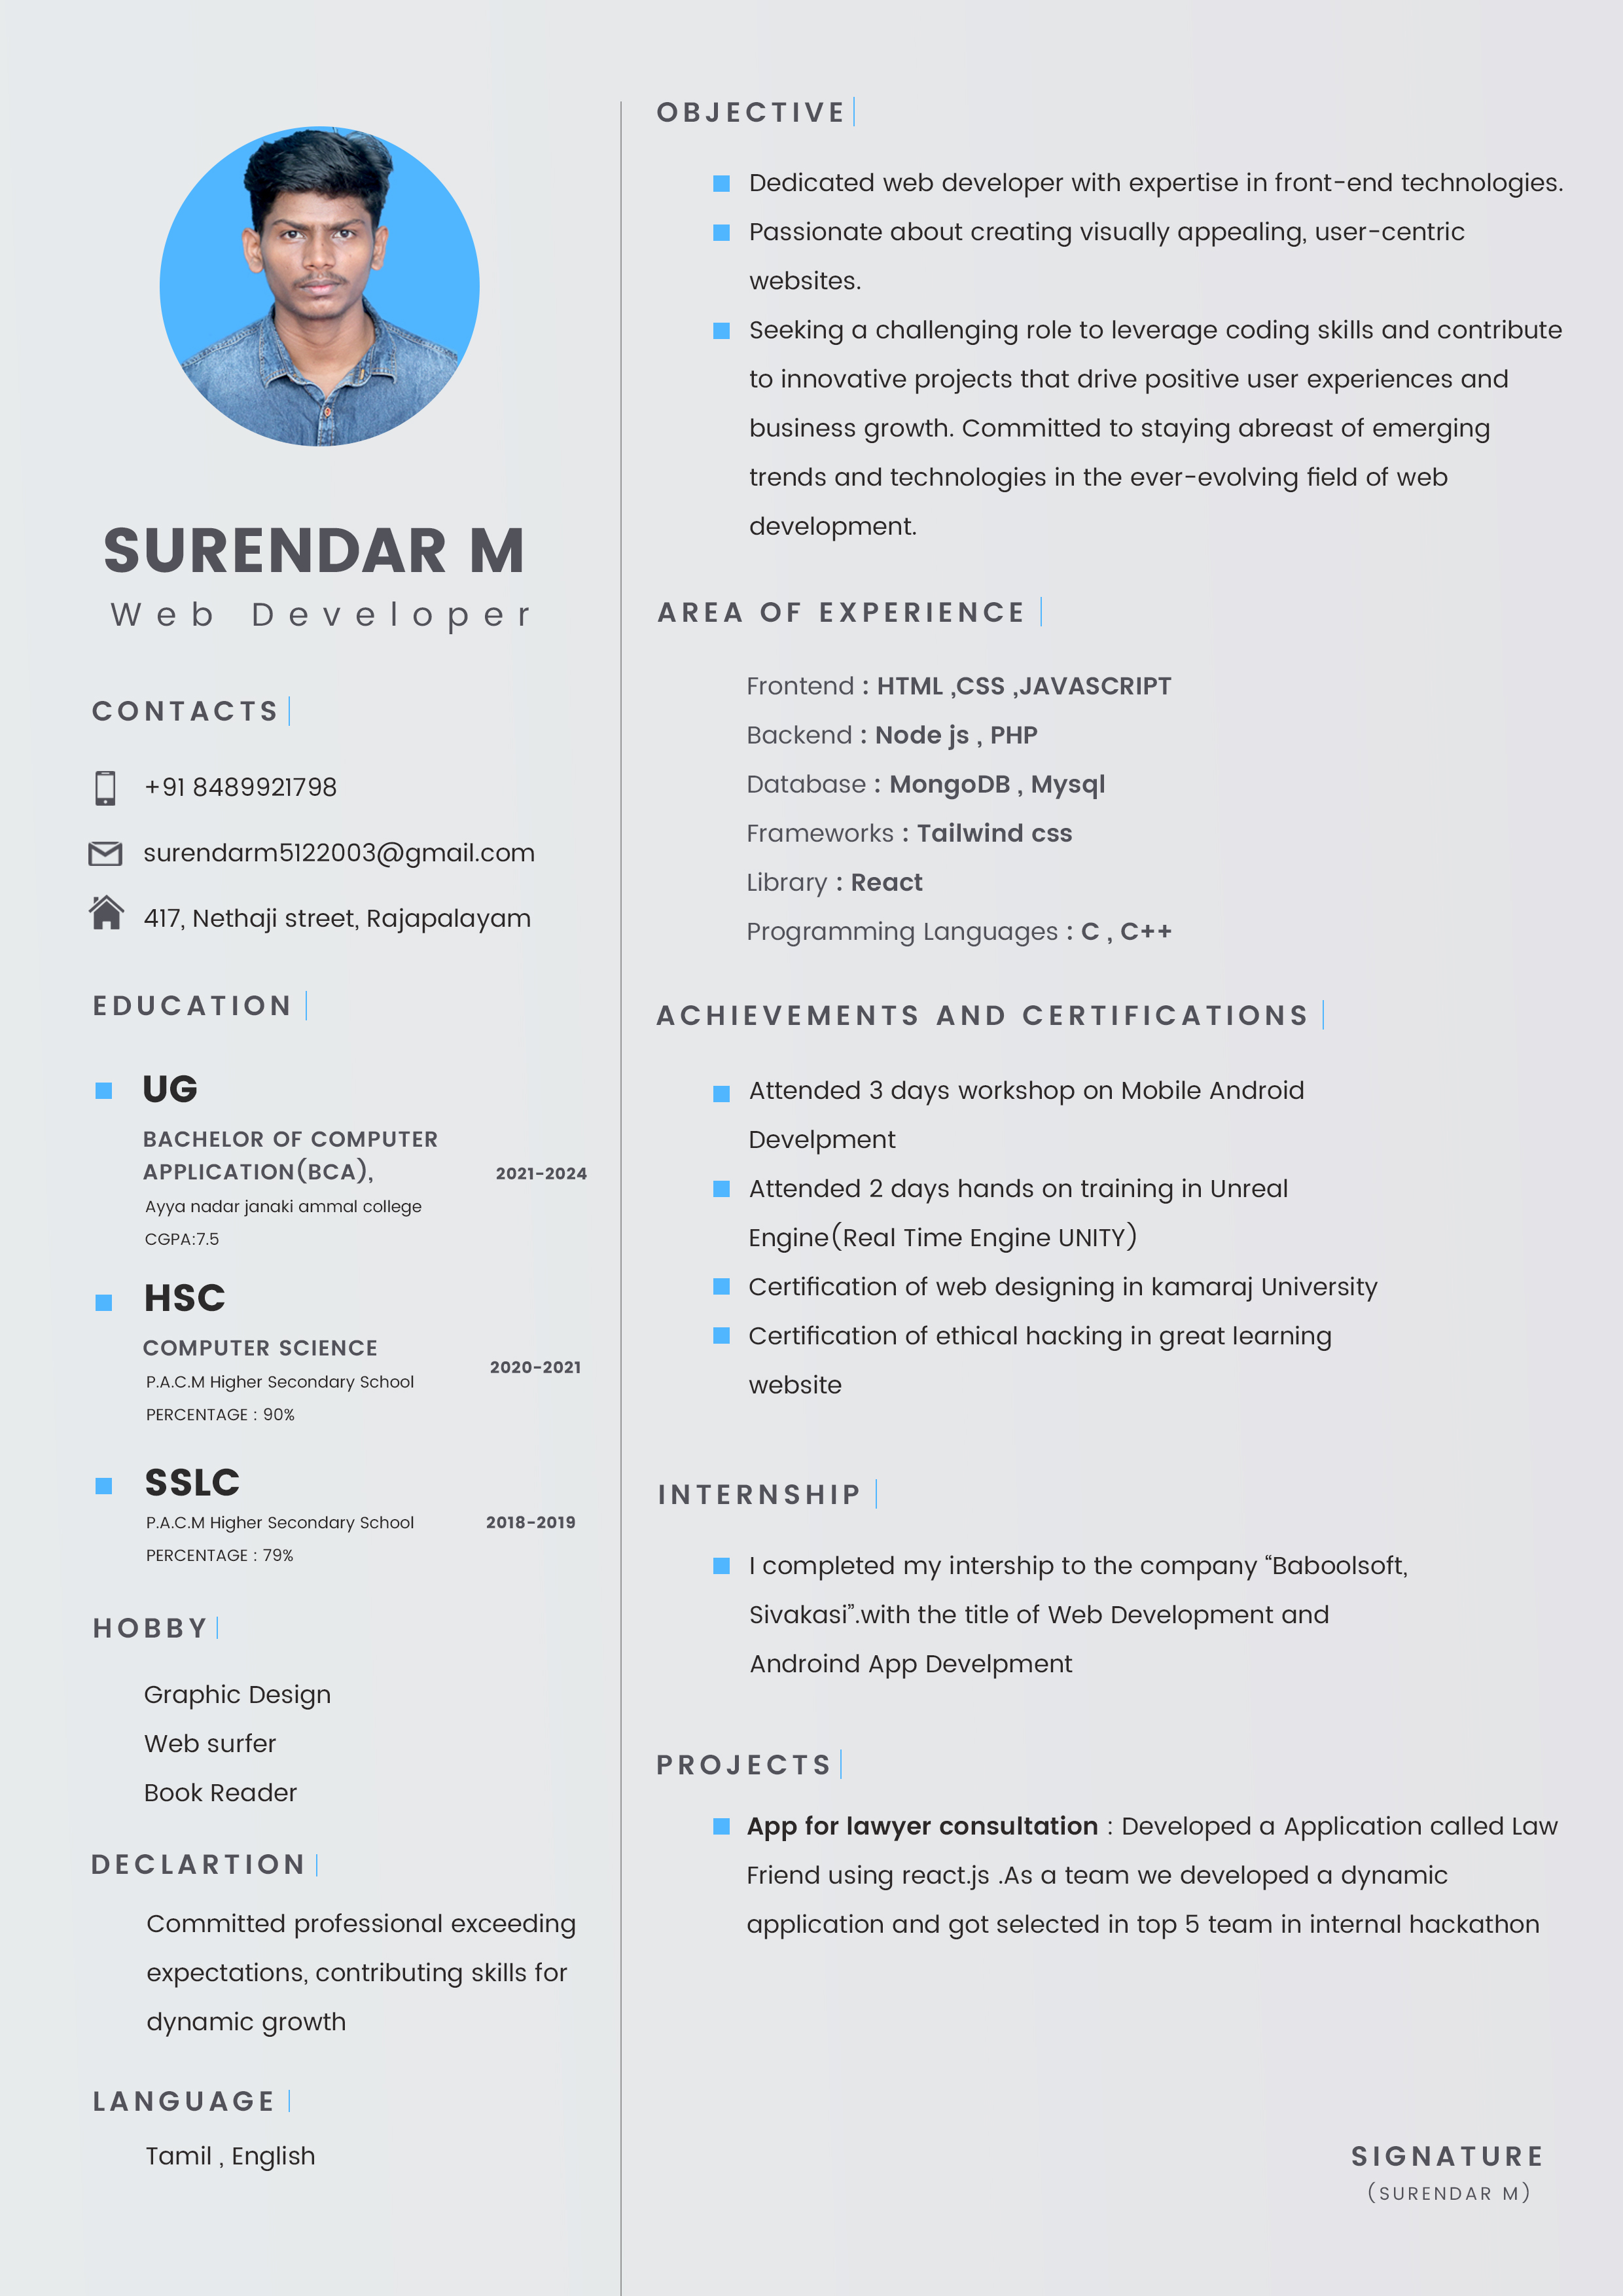 SURENDAR M
Web Developer
CONTACTS
+91 8489921798
surendarm5122003@gmail.com
417, Nethaji street, Rajapalayam
EDUCATION
UG
BACHELOR OF COMPUTER
APPLICATION(BCA),
2021-2024
Ayya nadar janaki ammal college
CGPA:7.5
HSC
COMPUTER SCIENCE
2020-2021
P.A.C.M Higher Secondary School
PERCENTAGE : 90%
SSLC
P.A.C.M Higher Secondary School
2018-2019
PERCENTAGE : 79%
HOBBY
Graphic Design
Web surfer
Book Reader
DECLARTION
Committed professional exceeding
expectations, contributing skills for
dynamic growth
LANGUAGE
Tamil , English
OBJECTIVE
Dedicated web developer with expertise in front-end technologies.
Passionate about creating visually appealing, user-centric
websites.
Seeking a challenging role to leverage coding skills and contribute
to innovative projects that drive positive user experiences and
business growth. Committed to staying abreast of emerging
trends and technologies in the ever-evolving field of web
development.
AREA OF EXPERIENCE
Frontend : HTML ,CSS ,JAVASCRIPT
Backend : Node js , PHP
Database : MongoDB , Mysql
Frameworks : Tailwind css
Library : React
Programming Languages : C , C++
ACHIEVEMENTS AND CERTIFICATIONS
Attended 3 days workshop on Mobile Android
Develpment
Attended 2 days hands on training in Unreal
Engine(Real Time Engine UNITY)
Certification of web designing in kamaraj University
Certification of ethical hacking in great learning
website
INTERNSHIP
I completed my intership to the company “Baboolsoft,
Sivakasi”.with the title of Web Development and
Androind App Develpment
PROJECTS
App for lawyer consultation : Developed a Application called Law
Friend using react.js .As a team we developed a dynamic
application and got selected in top 5 team in internal hackathon
SIGNATURE
(SURENDAR M)